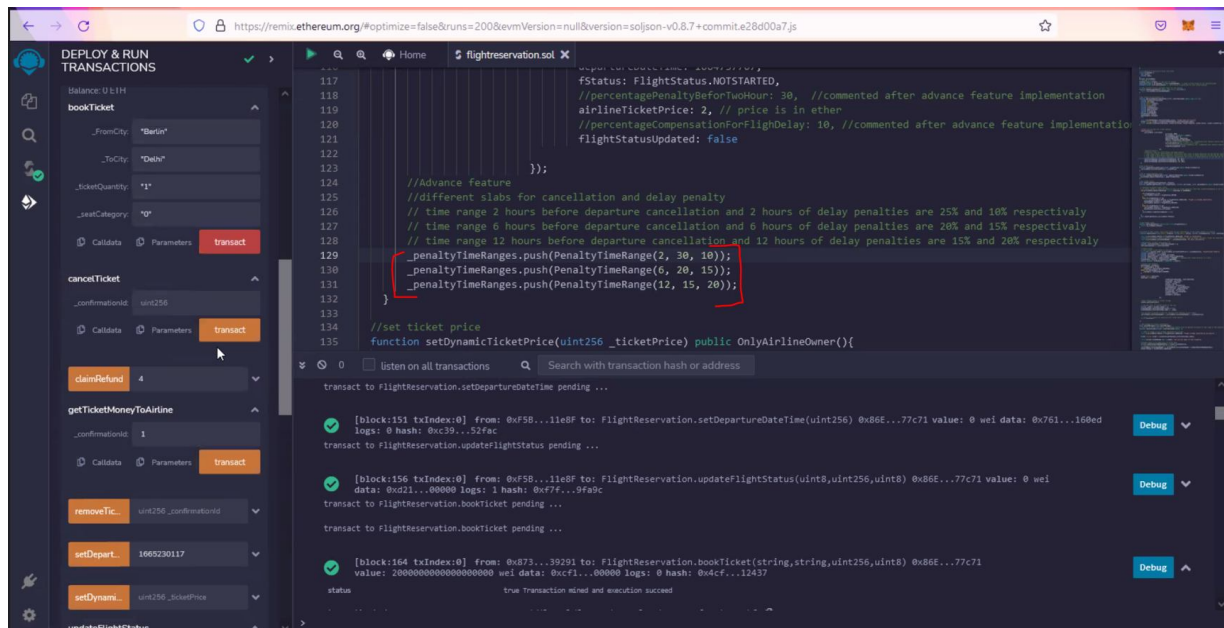 https://remix.ethereum.org/#optimize=false&runs=200&evmVersion=null&version=soljson-v0.8.7+commit.e28d00a7.js
DEPLOY & RUN
TRANSACTIONS
Balance: 0 ETH
bookTicket
_FromCity: "Berlin"
_ToCity: "Delhi"
_ticketQuantity: "1"
_seatCategory: "0"
Calldata Parameters transact
cancelTicket
_confirmationId: uint256
Calldata Parameters transact
claimRefund 4
getTicketMoneyToAirline
_confirmationId: 1
Calldata Parameters transact
removeTic... uint256 _confirmationId
setDepart... 1665230117
setDynami... uint256 _ticketPrice
updateFlightStatus
Home flightreservation.sol
117 fStatus: FlightStatus.NOTSTARTED,
118 //percentagePenaltyBeforTwoHour: 30, //commented after advance feature implementation
119 airlineTicketPrice: 2, // price is in ether
120 //percentageCompensationForFlighDelay: 10, //commented after advance feature implementatio
121 flightStatusUpdated: false
122
123 });
124 //Advance feature
125 //different slabs for cancellation and delay penalty
126 // time range 2 hours before departure cancellation and 2 hours of delay penalties are 25% and 10% respectivaly
127 // time range 6 hours before departure cancellation and 6 hours of delay penalties are 20% and 15% respectivaly
128 // time range 12 hours before departure cancellation and 12 hours of delay penalties are 15% and 20% respectivaly
129 _penaltyTimeRanges.push(PenaltyTimeRange(2, 30, 10));
130 _penaltyTimeRanges.push(PenaltyTimeRange(6, 20, 15));
131 _penaltyTimeRanges.push(PenaltyTimeRange(12, 15, 20));
132 }
133
134 //set ticket price
135 function setDynamicTicketPrice(uint256 _ticketPrice) public OnlyAirlineOwner(){
0 listen on all transactions Search with transaction hash or address
transact to FlightReservation.setDepartureDateTime pending ...
[block:151 txIndex:0] from: 0xF5B...11e8F to: FlightReservation.setDepartureDateTime(uint256) 0x86E...77c71 value: 0 wei data: 0x761...160ed
logs: 0 hash: 0xc39...52fac
Debug
transact to FlightReservation.updateFlightStatus pending ...
[block:156 txIndex:0] from: 0xF5B...11e8F to: FlightReservation.updateFlightStatus(uint8,uint256,uint8) 0x86E...77c71 value: 0 wei
data: 0xd21...00000 logs: 1 hash: 0xf7f...9fa9c
Debug
transact to FlightReservation.bookTicket pending ...
transact to FlightReservation.bookTicket pending ...
[block:164 txIndex:0] from: 0x873...39291 to: FlightReservation.bookTicket(string,string,uint256,uint8) 0x86E...77c71
value: 2000000000000000000 wei data: 0xcf1...00000 logs: 0 hash: 0x4cf...12437
Debug
status true Transaction mined and execution succeed